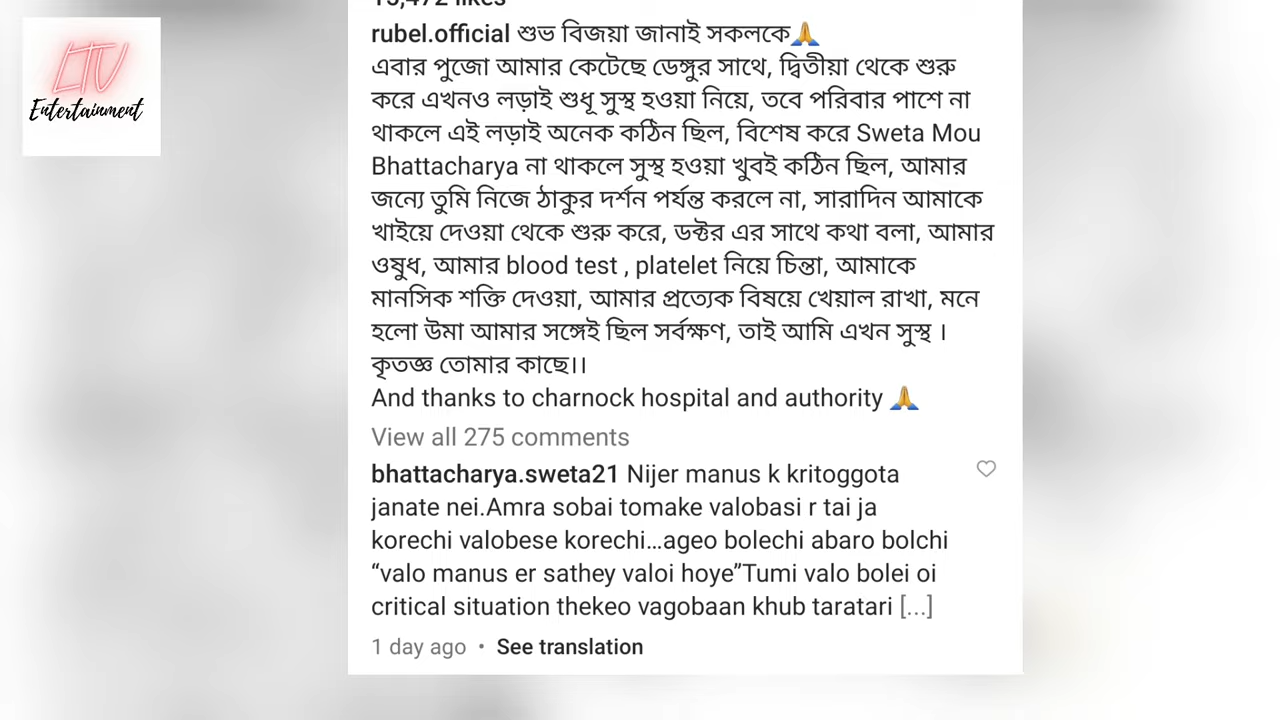 LTV
Entertainment
rubel.official শুভ বিজয়া জানাই সকলকে🙏
এবার পুজো আমার কেটেছে ডেঙ্গুর সাথে, দ্বিতীয়া থেকে শুরু
করে এখনও লড়াই শুধূ সুস্থ হওয়া নিয়ে, তবে পরিবার পাশে না
থাকলে এই লড়াই অনেক কঠিন ছিল, বিশেষ করে Sweta Mou
Bhattacharya না থাকলে সুস্থ হওয়া খুবই কঠিন ছিল, আমার
জন্যে তুমি নিজে ঠাকুর দর্শন পর্যন্ত করলে না, সারাদিন আমাকে
খাইয়ে দেওয়া থেকে শুরু করে, ডক্টর এর সাথে কথা বলা, আমার
ওষুধ, আমার blood test , platelet নিয়ে চিন্তা, আমাকে
মানসিক শক্তি দেওয়া, আমার প্রত্যেক বিষয়ে খেয়াল রাখা, মনে
হলো উমা আমার সঙ্গেই ছিল সর্বক্ষণ, তাই আমি এখন সুস্থ ।
কৃতজ্ঞ তোমার কাছে।।
And thanks to charnock hospital and authority 🙏
View all 275 comments
bhattacharya.sweta21 Nijer manus k kritoggota
janate nei.Amra sobai tomake valobasi r tai ja
korechi valobese korechi...ageo bolechi abaro bolchi
“valo manus er sathey valoi hoye”Tumi valo bolei oi
critical situation thekeo vagobaan khub taratari [...]
1 day ago • See translation